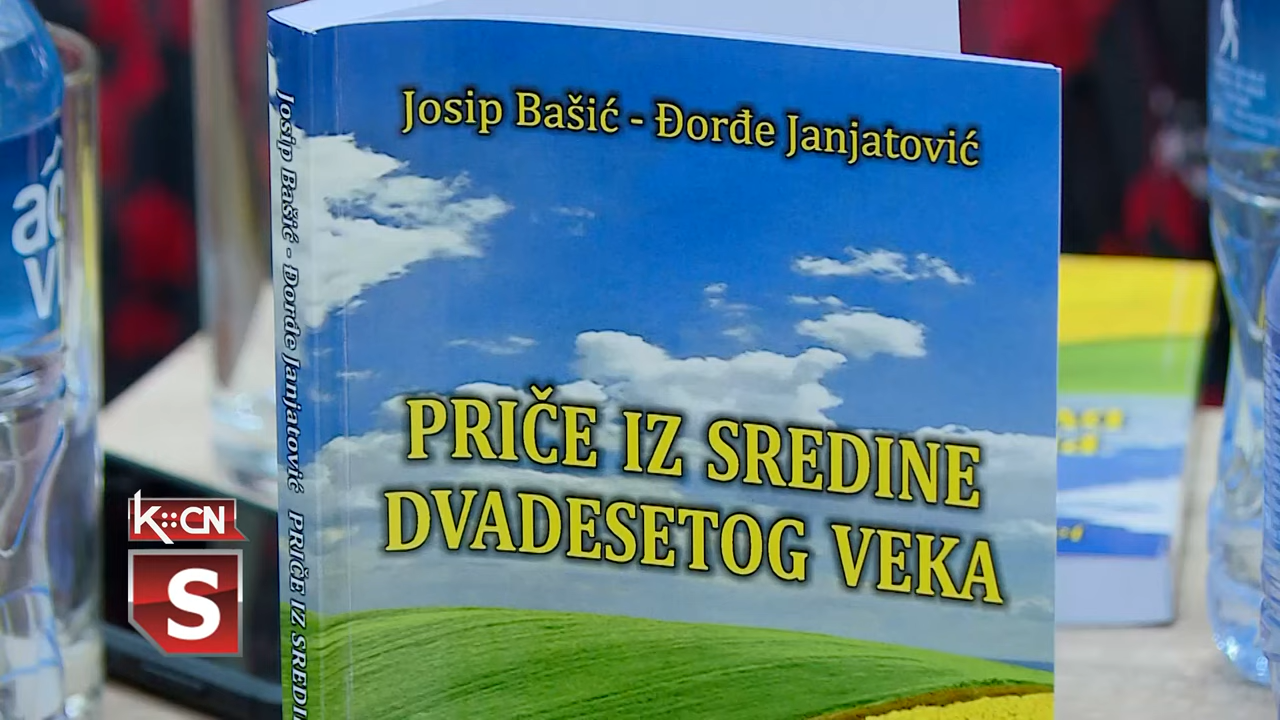 Josip Bašić - Đorđe Janjatović
PRIČE IZ SREDINE
DVADESETOG VEKA
Josip Bašić - Đorđe Janjatović PRIČE IZ SREDI
K::CN
S